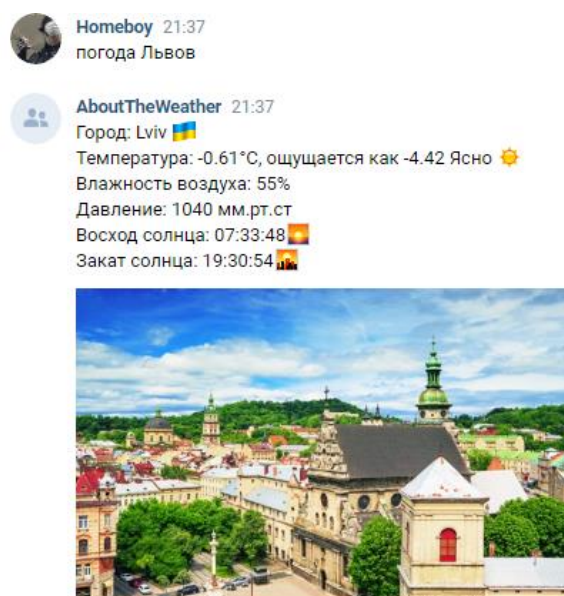 Homeboy 21:37
погода Львов
AboutTheWeather 21:37
Город: Lviv 🇺🇦
Температура: -0.61°C, ощущается как -4.42 Ясно ☀
Влажность воздуха: 55%
Давление: 1040 мм.рт.ст
Восход солнца: 07:33:48🌅
Закат солнца: 19:30:54🌇